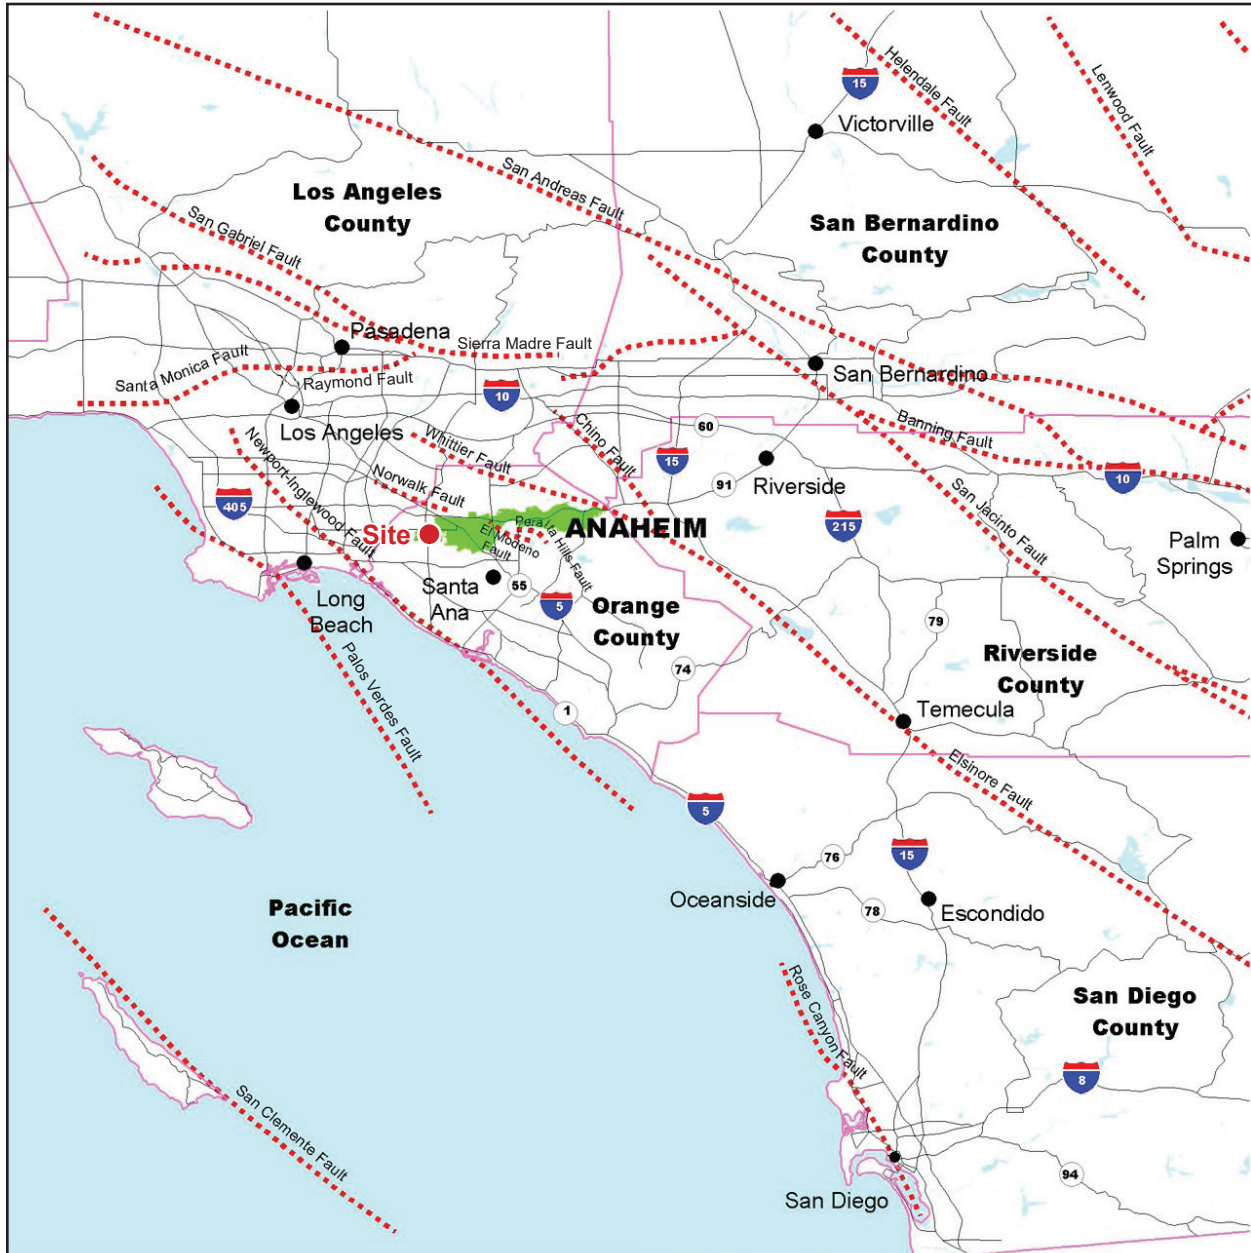 15
Helendale Fault
Lenwood Fault
Victorville
San Andreas Fault
Los Angeles
County
San Bernardino
County
San Gabriel Fault
Pasadena
Sierra Madre Fault
Santa Monica Fault
Raymond Fault
San Bernardino
10
Los Angeles
Chino Fault
60
Banning Fault
Newport-Inglewood Fault
Whittier Fault
15
Riverside
10
Norwalk Fault
91
San Jacinto Fault
405
215
Site
Peralta Hills Fault
ANAHEIM
El Modeno
Fault
Palm
Springs
Santa
Ana
55
5
Long
Beach
Orange
County
79
Riverside
County
74
Palos Verdes Fault
1
Temecula
Elsinore Fault
5
76
15
Oceanside
78
Escondido
Pacific
Ocean
Rose Canyon Fault
San Diego
County
8
San Clemente Fault
94
San Diego